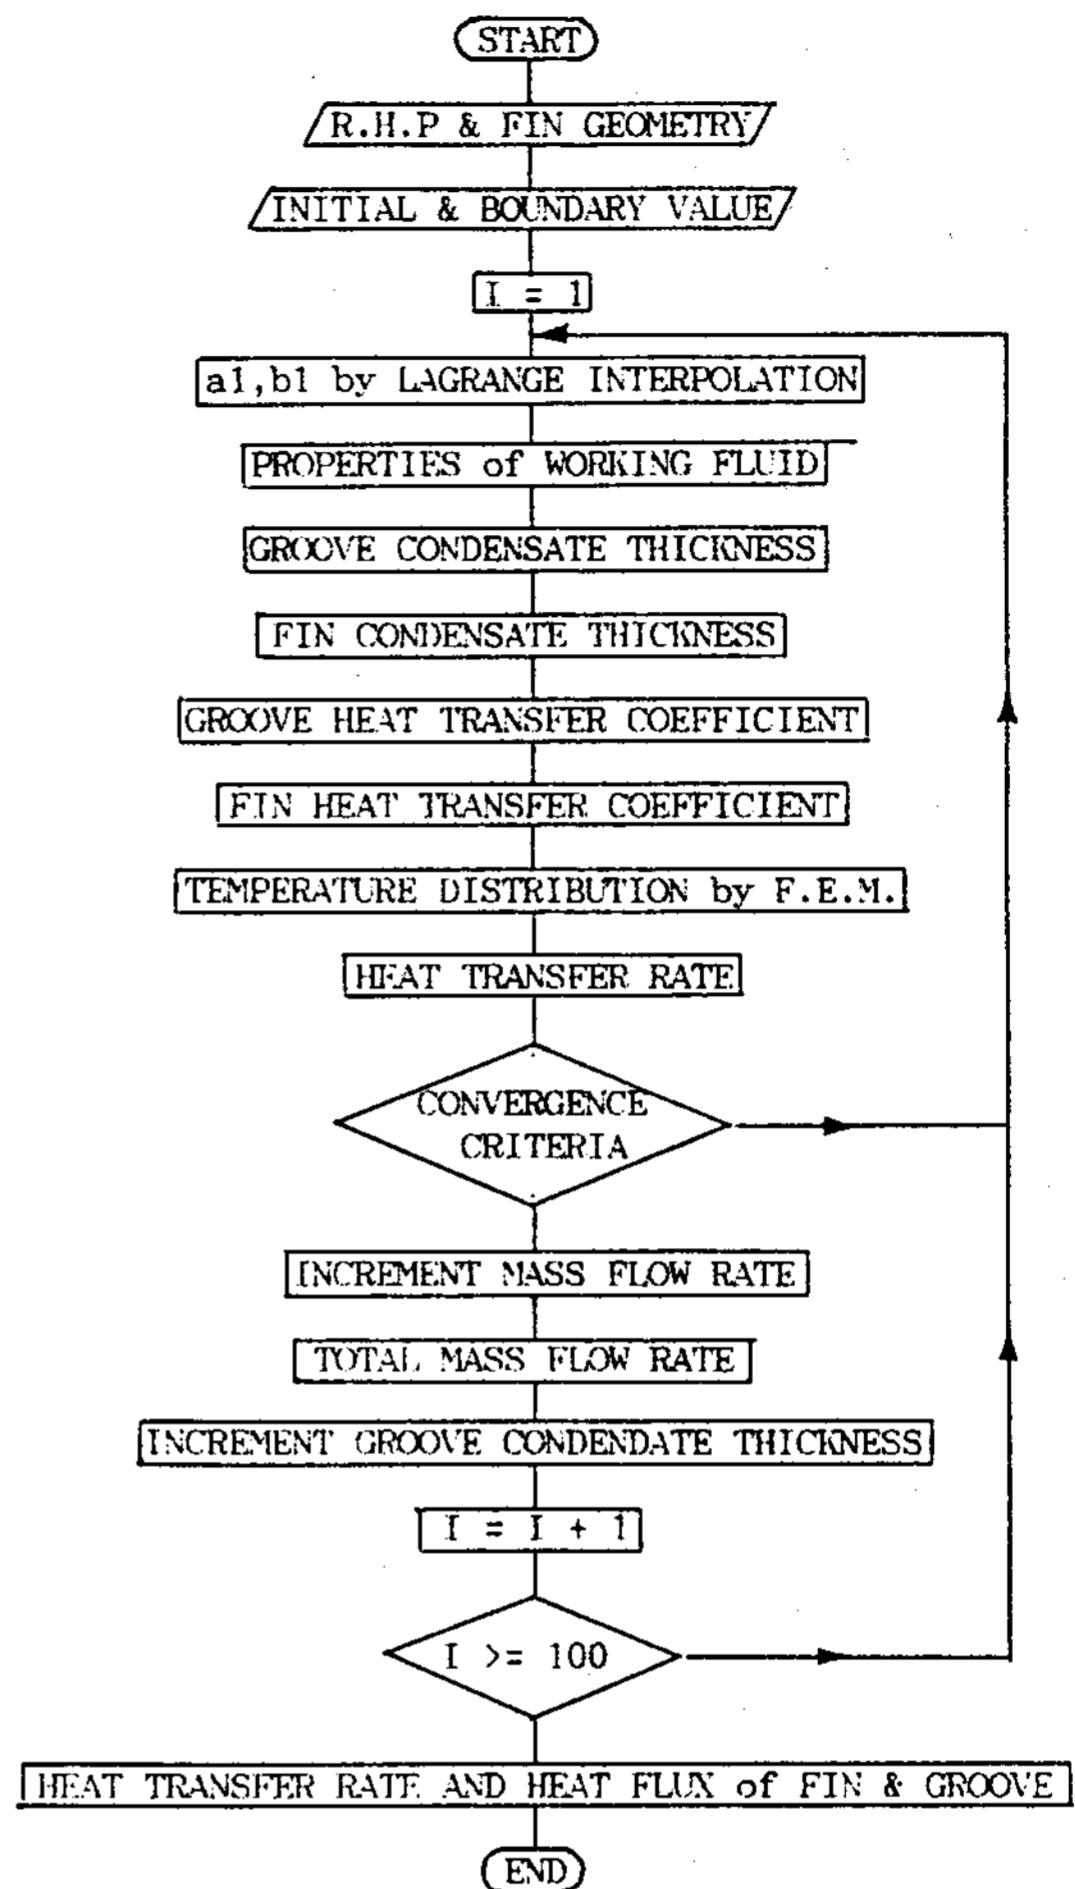 START
R.H.P & FIN GEOMETRY
INITIAL & BOUNDARY VALUE
I = 1
a1,b1 by LAGRANGE INTERPOLATION
PROPERTIES of WORKING FLUID
GROOVE CONDENSATE THICKNESS
FIN CONDENSATE THICKNESS
GROOVE HEAT TRANSFER COEFFICIENT
FIN HEAT TRANSFER COEFFICIENT
TEMPERATURE DISTRIBUTION by F.E.M.
HEAT TRANSFER RATE
CONVERGENCE
CRITERIA
INCREMENT MASS FLOW RATE
TOTAL MASS FLOW RATE
INCREMENT GROOVE CONDENDATE THICKNESS
I = I + 1
I >= 100
HEAT TRANSFER RATE AND HEAT FLUX of FIN & GROOVE
END